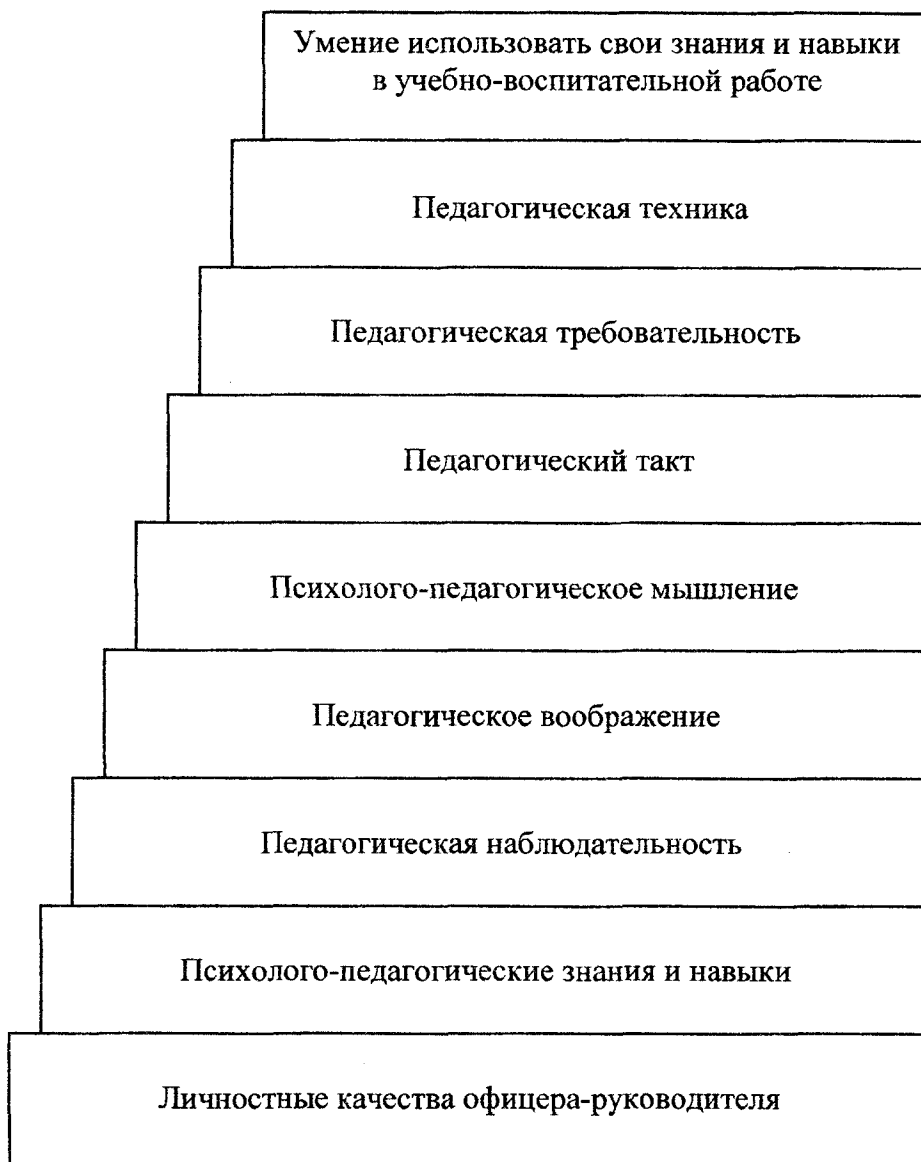 Умение использовать свои знания и навыки
в учебно-воспитательной работе
Педагогическая техника
Педагогическая требовательность
Педагогический такт
Психолого-педагогическое мышление
Педагогическое воображение
Педагогическая наблюдательность
Психолого-педагогические знания и навыки
Личностные качества офицера-руководителя